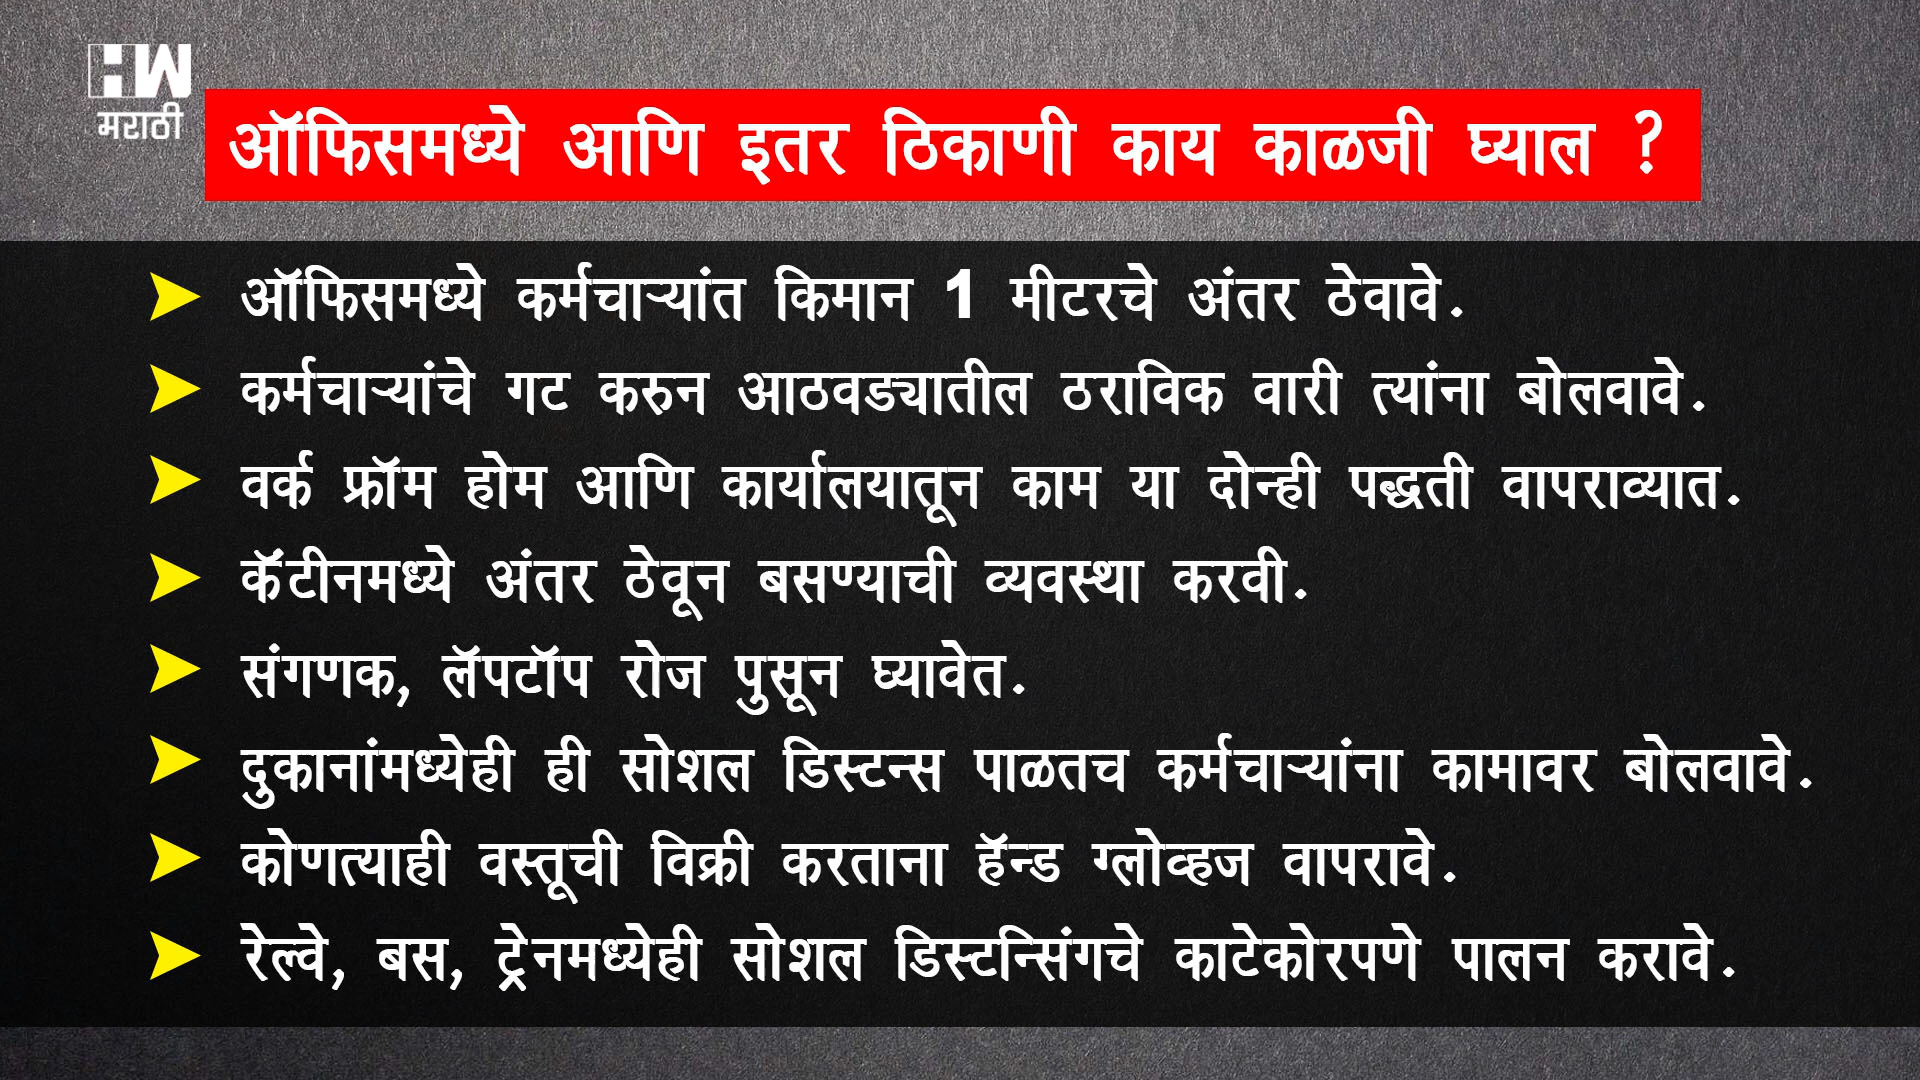 HW
मराठी
ऑफिसमध्ये आणि इतर ठिकाणी काय काळजी घ्याल ?
ऑफिसमध्ये कर्मचाऱ्यांत किमान 1 मीटरचे अंतर ठेवावे.
कर्मचाऱ्यांचे गट करुन आठवड्यातील ठराविक वारी त्यांना बोलवावे.
वर्क फ्रॉम होम आणि कार्यालयातून काम या दोन्ही पद्धती वापराव्यात.
कॅंटीनमध्ये अंतर ठेवून बसण्याची व्यवस्था करवी.
संगणक, लॅपटॉप रोज पुसून घ्यावेत.
दुकानांमध्येही ही सोशल डिस्टन्स पाळतच कर्मचाऱ्यांना कामावर बोलवावे.
कोणत्याही वस्तूची विक्री करताना हॅन्ड ग्लोव्हज वापरावे.
रेल्वे, बस, ट्रेनमध्येही सोशल डिस्टन्सिंगचे काटेकोरपणे पालन करावे.